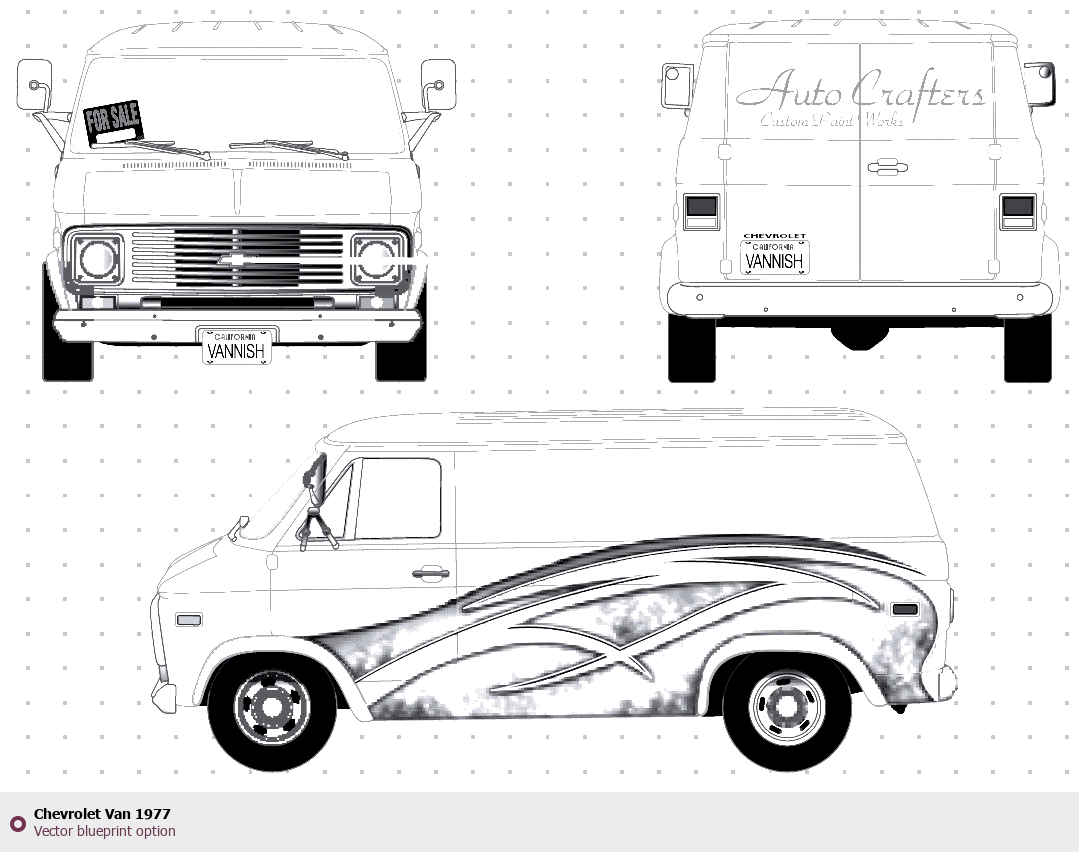 FOR SALE
CALIFORNIA
VANNISH
Auto Crafters
Custom Paint Works
CHEVROLET
CALIFORNIA
VANNISH
Chevrolet Van 1977
Vector blueprint option